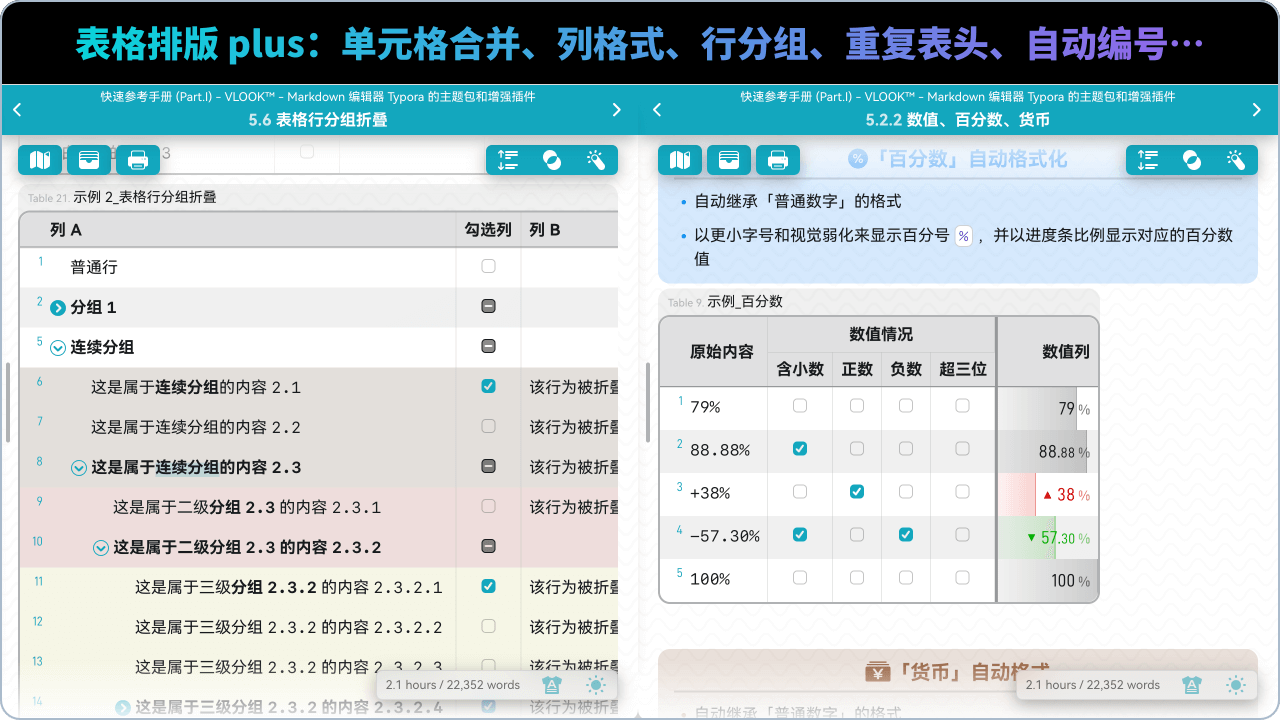 表格排版 plus：单元格合并、列格式、行分组、重复表头、自动编号…
快速参考手册 (Part.I) – VLOOK™ – Markdown 编辑器 Typora 的主题包和增强插件
5.6 表格行分组折叠
3
Table 21. 示例 2_表格行分组折叠
列 A 勾选列 列 B
1 普通行
2 分组 1
5 连续分组
6 这是属于连续分组的内容 2.1 该行为被折叠
7 这是属于连续分组的内容 2.2 该行为被折叠
8 这是属于连续分组的内容 2.3 该行为被折叠
9 这是属于二级分组 2.3 的内容 2.3.1 该行为被折叠
10 这是属于二级分组 2.3 的内容 2.3.2
11 这是属于三级分组 2.3.2 的内容 2.3.2.1 该行为被折叠
12 这是属于三级分组 2.3.2 的内容 2.3.2.2 该行为被折叠
13 这是属于三级分组 2.3.2 的内容 2.3.2.3 该行为被折叠
14 这是属于三级分组 2.3.2 的内容 2.3.2.4 该行为被折叠
2.1 hours / 22,352 words
快速参考手册 (Part.I) – VLOOK™ – Markdown 编辑器 Typora 的主题包和增强插件
5.2.2 数值、百分数、货币
% 「百分数」自动格式化
• 自动继承「普通数字」的格式
• 以更小字号和视觉弱化来显示百分号 % ，并以进度条比例显示对应的百分数
值
Table 9. 示例_百分数
原始内容 数值情况 数值列
含小数 正数 负数 超三位
1 79% 79 %
2 88.88% 88.88 %
3 +38% ▲ 38 %
4 −57.30% ▼ 57.30 %
5 100% 100 %
¥ 「货币」自动格式
• 自动继承「普通数字」的格式
2.1 hours / 22,352 words